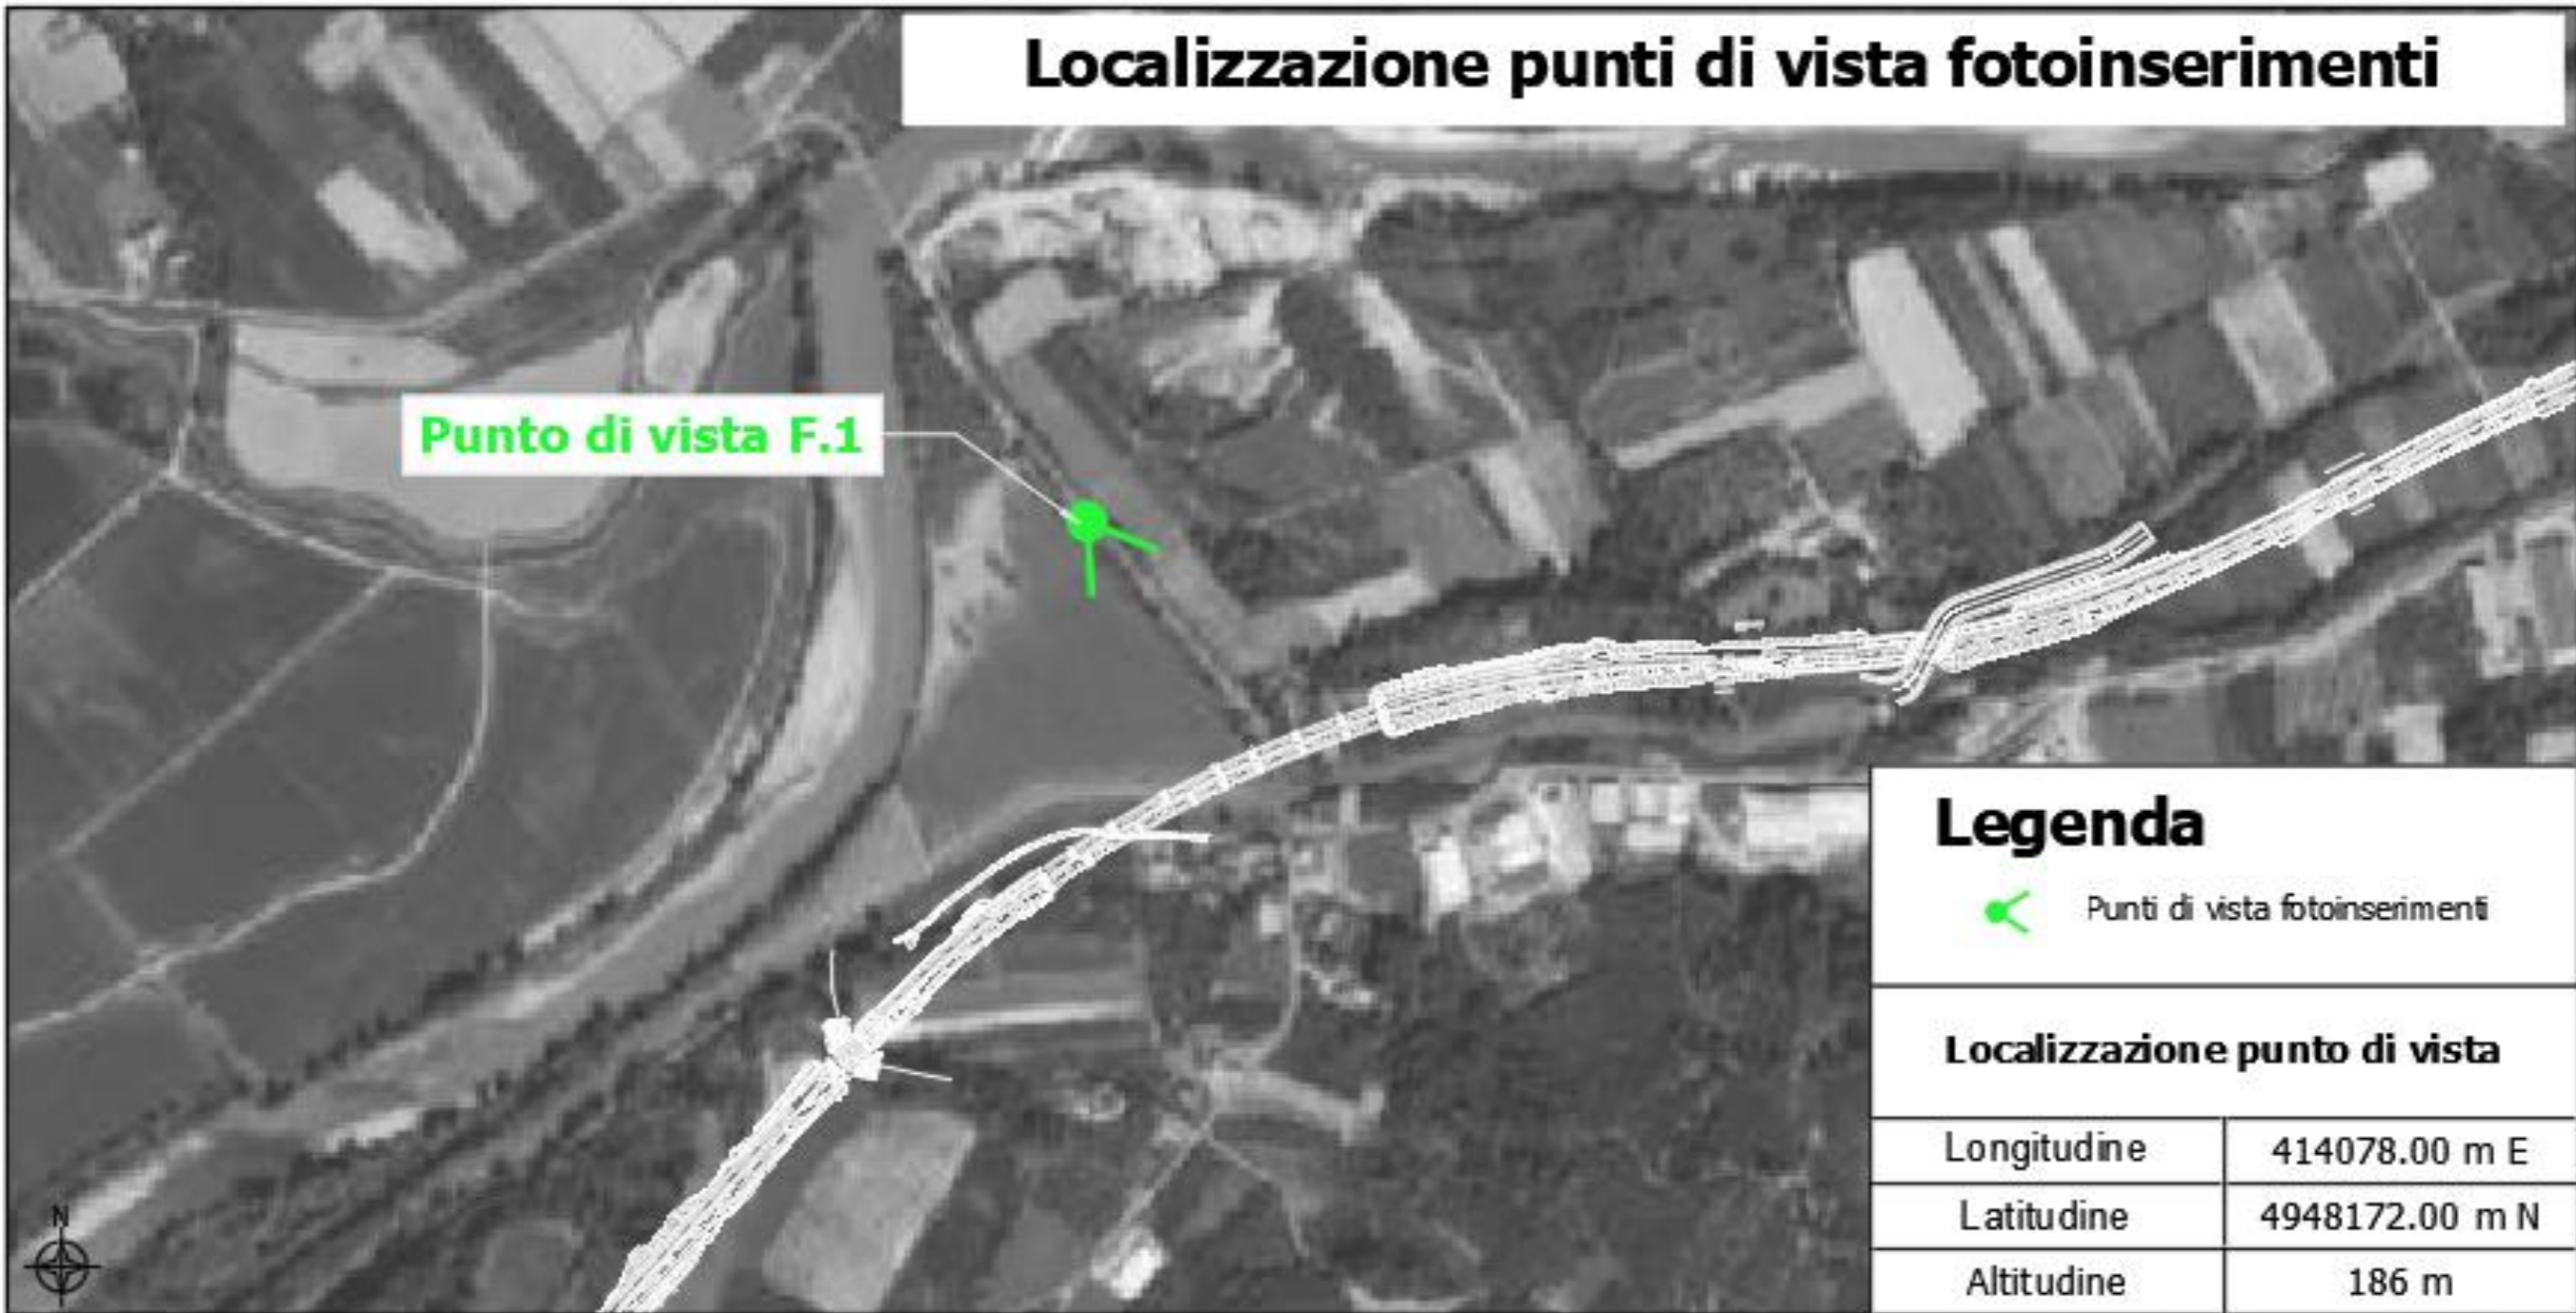 Localizzazione punti di vista fotoinserimenti
Punto di vista F.1
Legenda
Punti di vista fotoinserimenti
Localizzazione punto di vista
Longitudine 414078.00 m E
Latitudine 4948172.00 m N
Altitudine 186 m
N